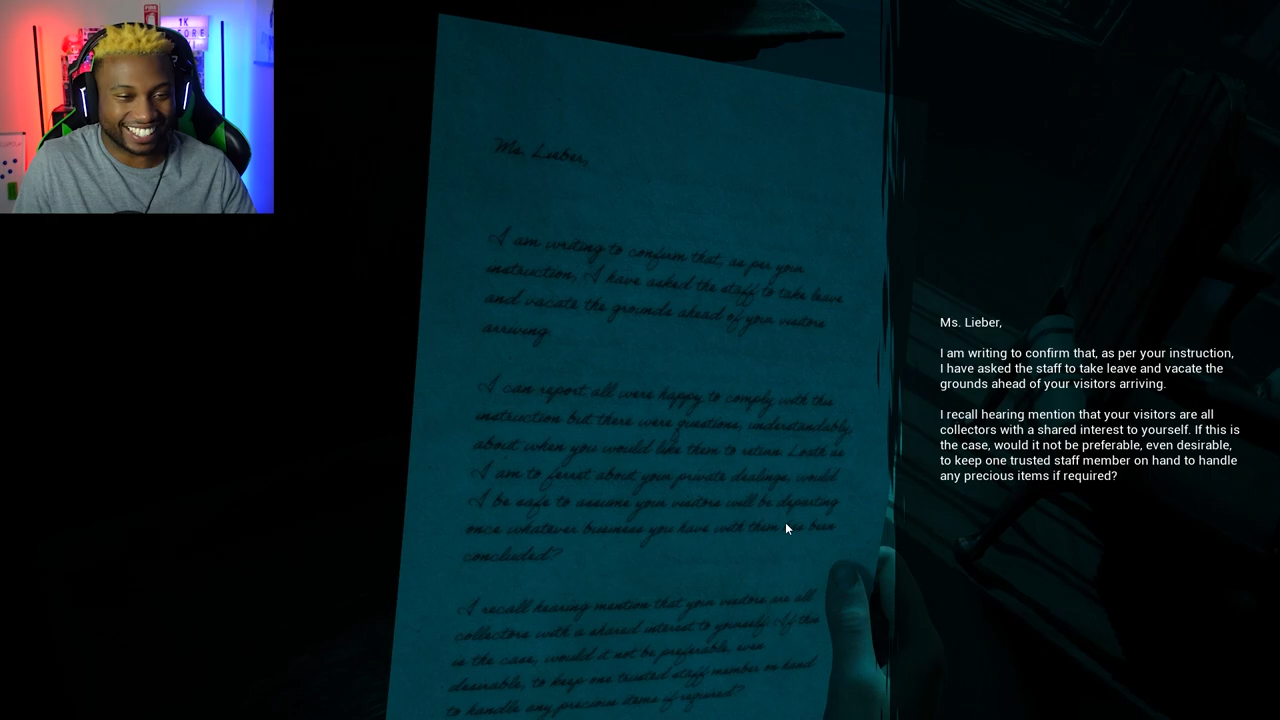 1K
Ms. Lieber,
I am writing to confirm that, as per your
instruction, I have asked the staff to take leave
and vacate the grounds ahead of your visitors
arriving.
I can report all were happy to comply with this
instruction but there were questions, understandably,
about when you would like them to return. Loath as
I am to ferret about your private dealings, would
I be safe to assume your visitors will be departing
once whatever business you have with them has been
concluded?
I recall hearing mention that your visitors are all
collectors with a shared interest to yourself. If this
is the case, would it not be preferable, even
desirable, to keep one trusted staff member on hand
to handle any precious items if required?
Ms. Lieber,
I am writing to confirm that, as per your instruction,
I have asked the staff to take leave and vacate the
grounds ahead of your visitors arriving.
I recall hearing mention that your visitors are all
collectors with a shared interest to yourself. If this is
the case, would it not be preferable, even desirable,
to keep one trusted staff member on hand to handle
any precious items if required?